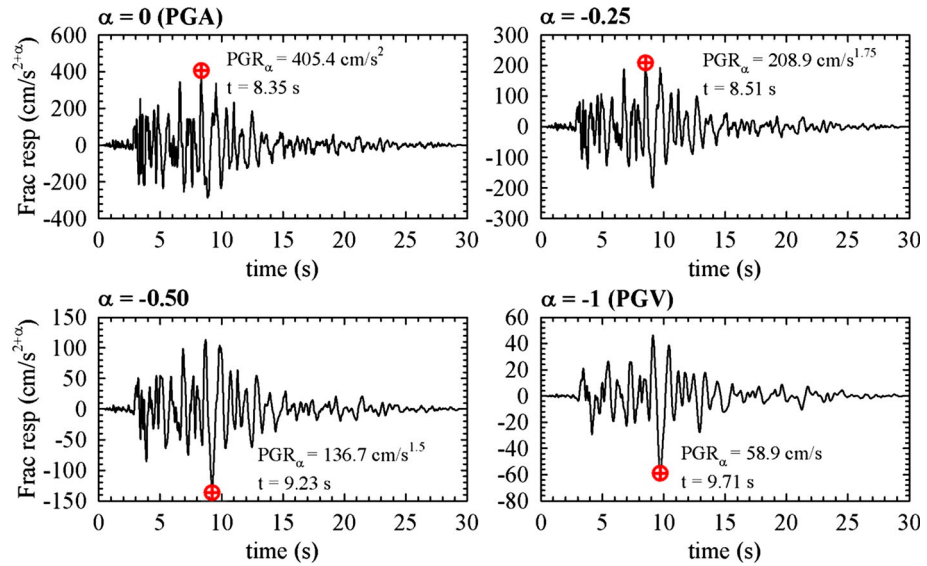 α = 0 (PGA)
600
400
200
0
-200
-400
Frac resp (cm/s²⁺ᵅ)
PGRα = 405.4 cm/s²
t = 8.35 s
0 5 10 15 20 25 30
time (s)
α = -0.25
300
200
100
0
-100
-200
-300
PGRα = 208.9 cm/s¹·⁷⁵
t = 8.51 s
0 5 10 15 20 25 30
time (s)
α = -0.50
150
100
50
0
-50
-100
-150
Frac resp (cm/s²⁺ᵅ)
PGRα = 136.7 cm/s¹·⁵
t = 9.23 s
0 5 10 15 20 25 30
time (s)
α = -1 (PGV)
60
40
20
0
-20
-40
-60
-80
PGRα = 58.9 cm/s
t = 9.71 s
0 5 10 15 20 25 30
time (s)